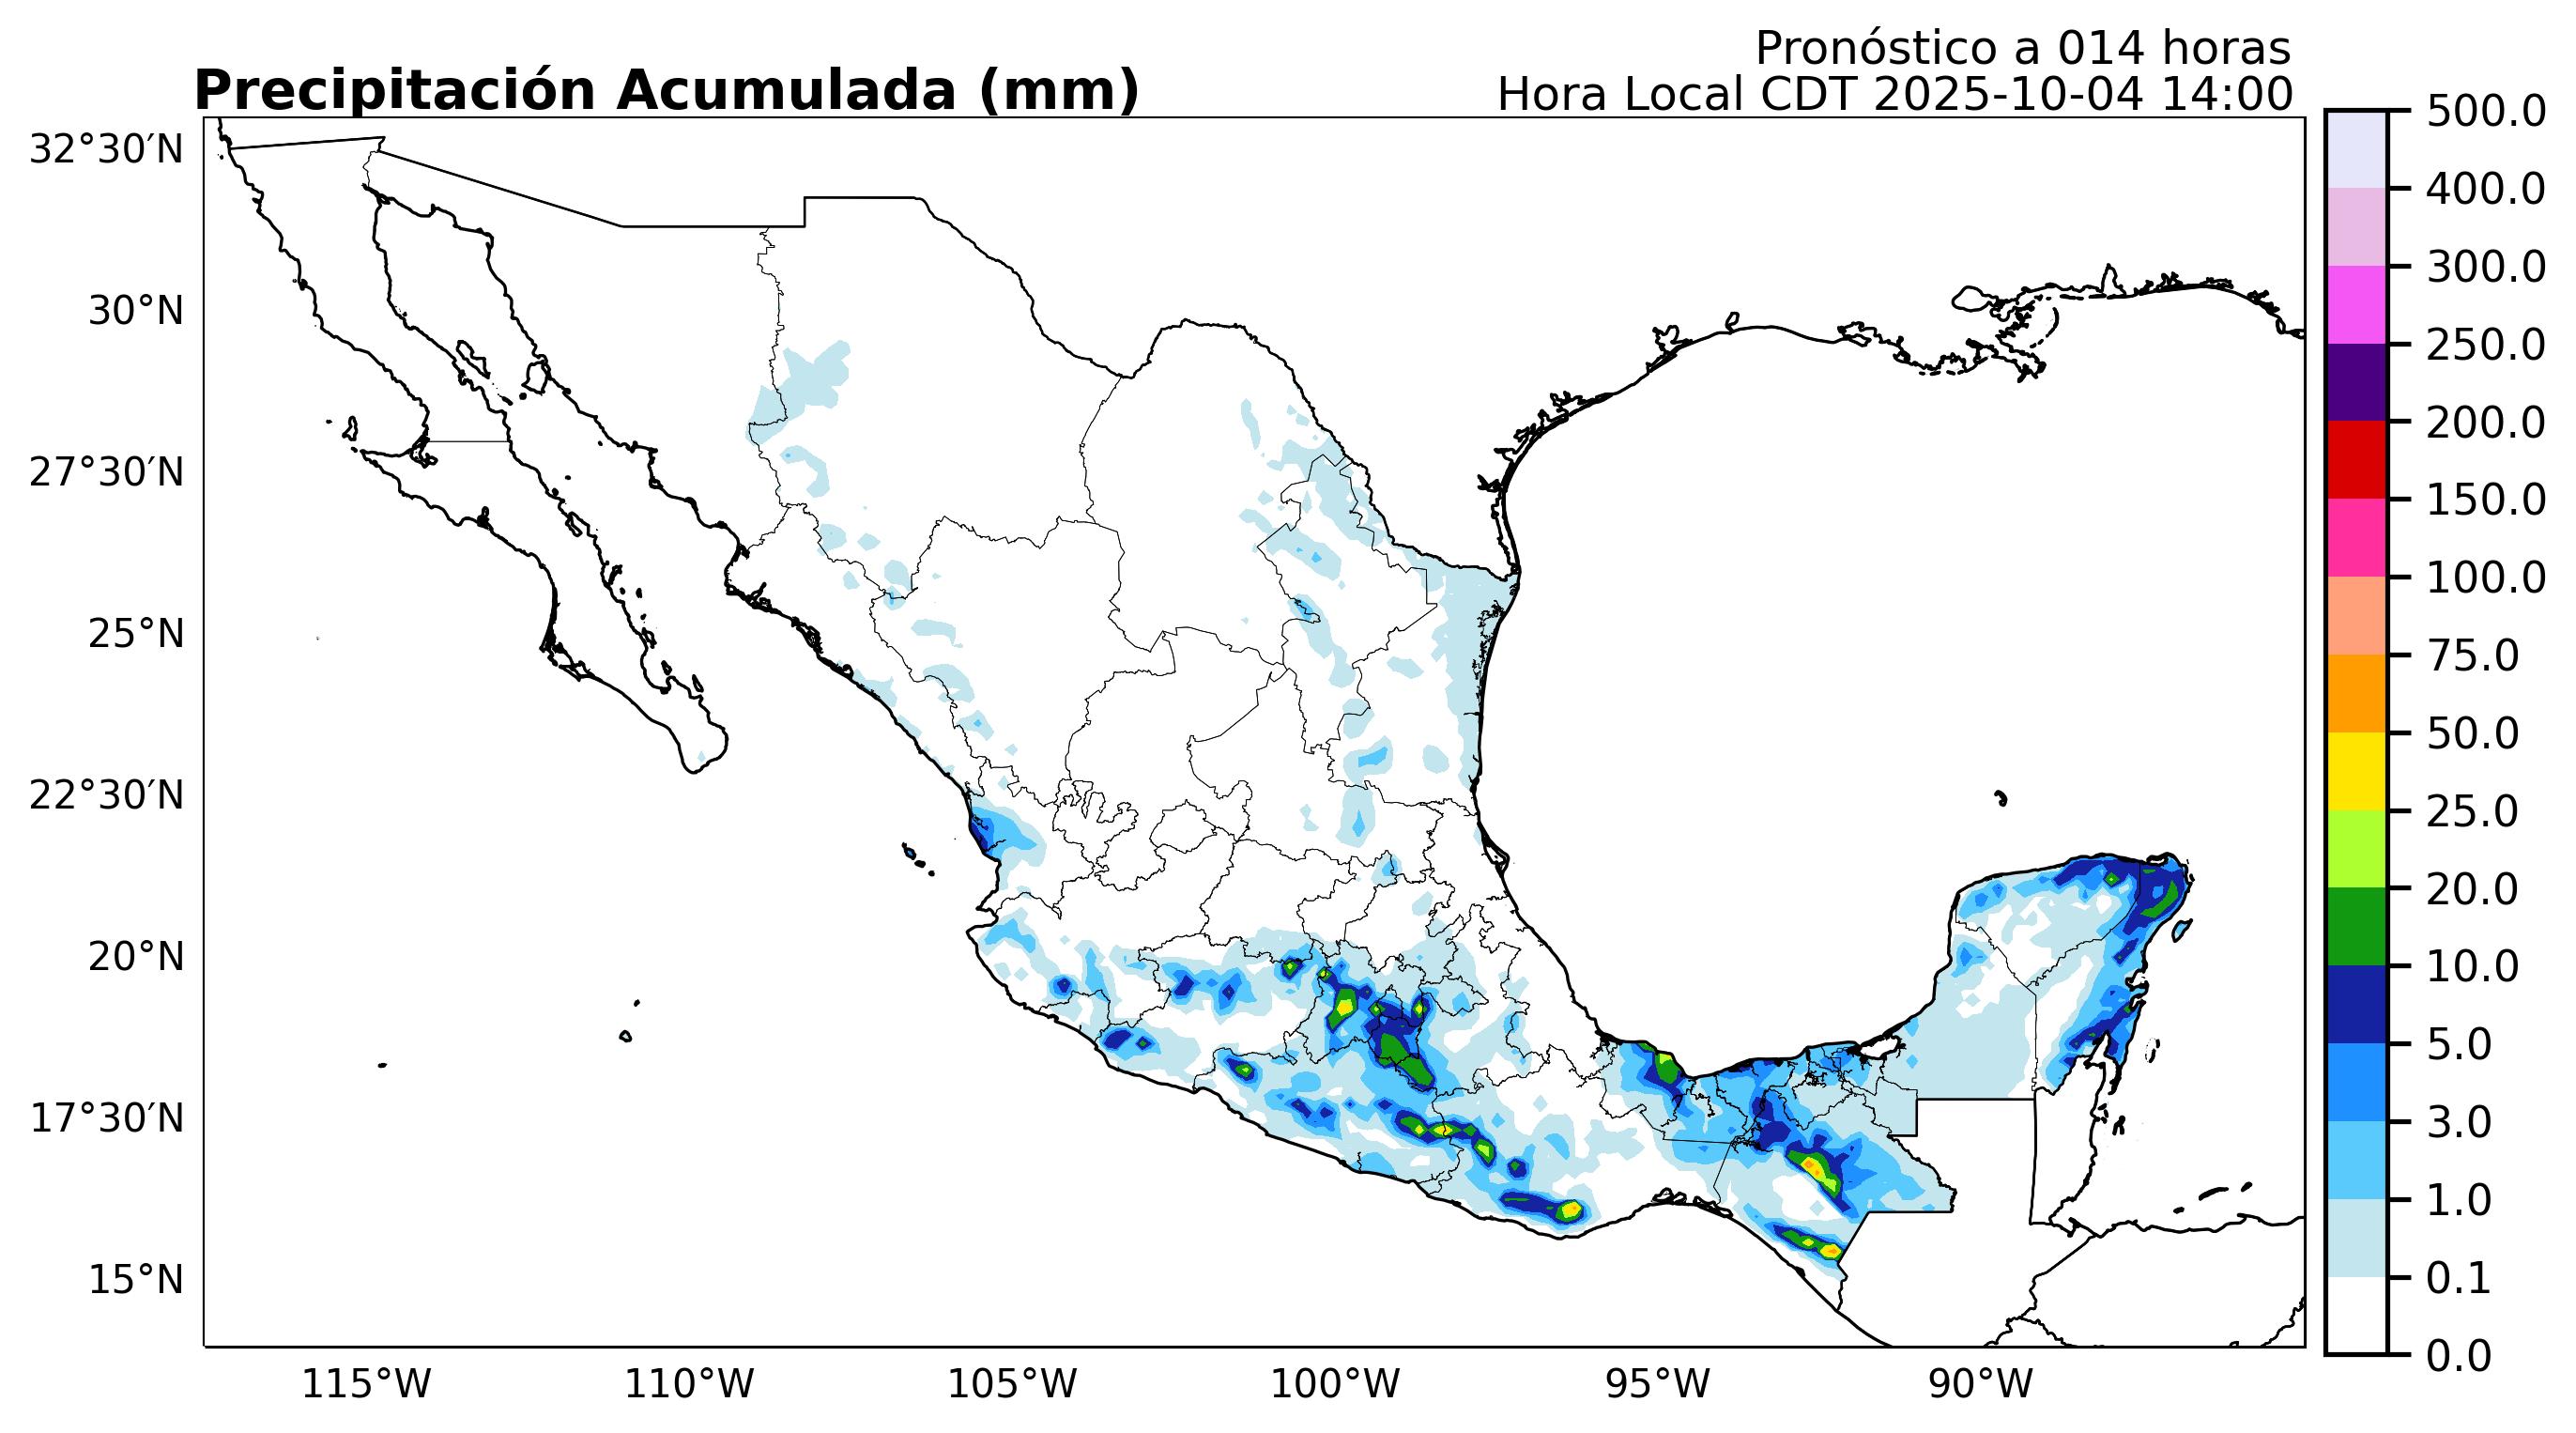 Pronóstico a 014 horas
Precipitación Acumulada (mm)
Hora Local CDT 2025-10-04 14:00
32°30′N
30°N
27°30′N
25°N
22°30′N
20°N
17°30′N
15°N
115°W
110°W
105°W
100°W
95°W
90°W
500.0
400.0
300.0
250.0
200.0
150.0
100.0
75.0
50.0
25.0
20.0
10.0
5.0
3.0
1.0
0.1
0.0